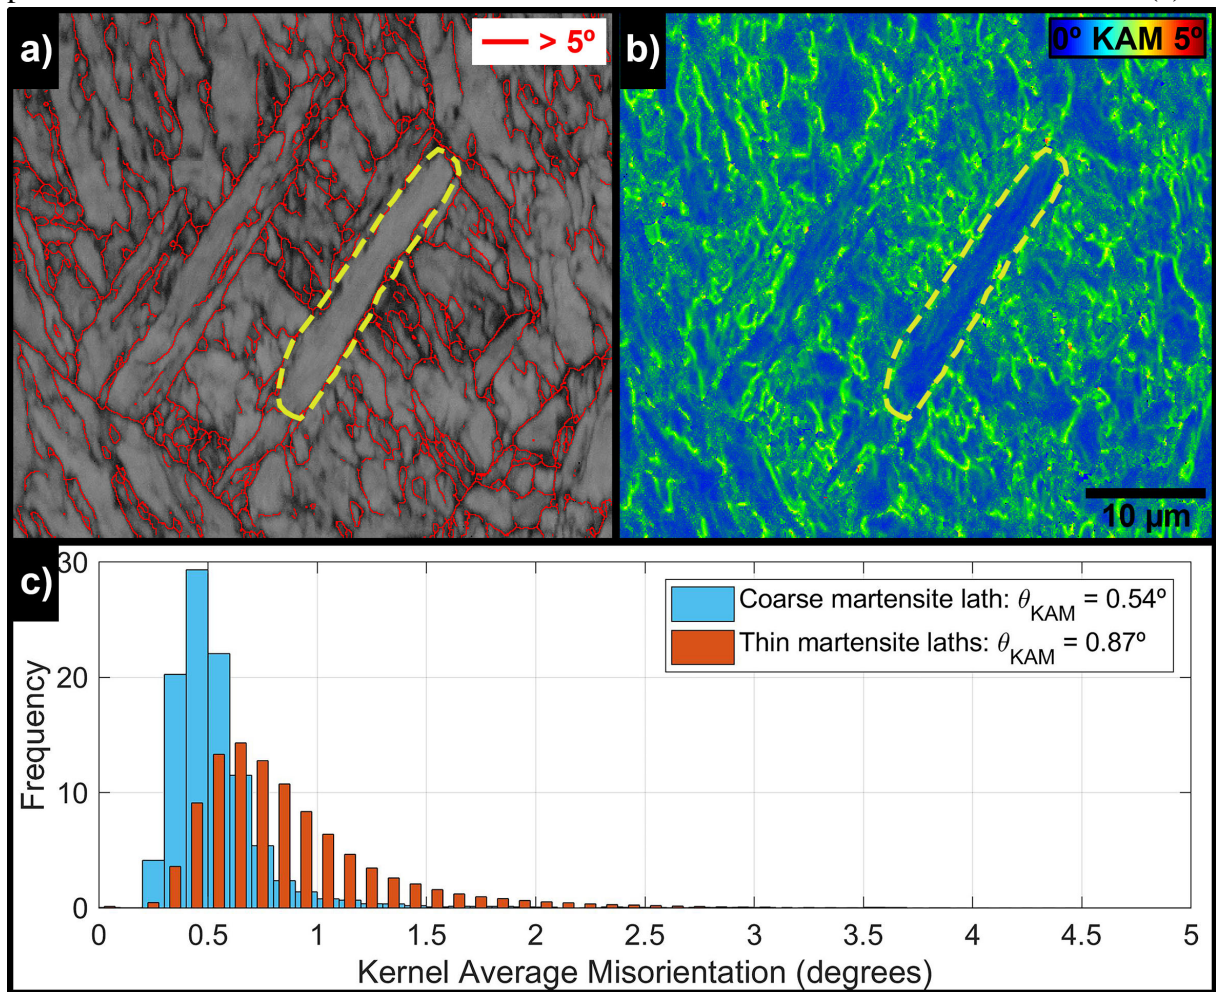 a)
> 5º
b)
0º KAM 5º
10 µm
c)
30
20
10
0
Frequency
Coarse martensite lath: θKAM = 0.54º
Thin martensite laths: θKAM = 0.87º
0 0.5 1 1.5 2 2.5 3 3.5 4 4.5 5
Kernel Average Misorientation (degrees)